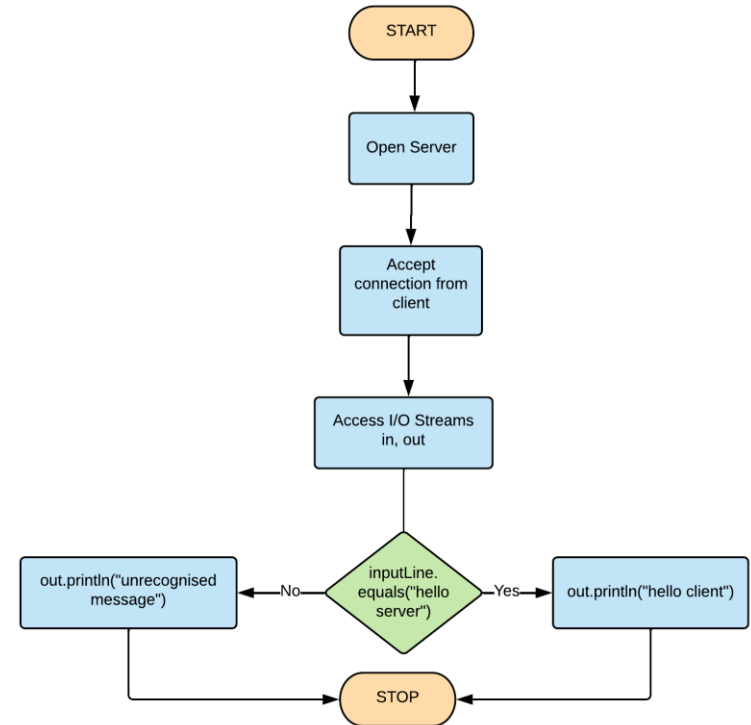 START
Open Server
Accept
connection from
client
Access I/O Streams
in, out
inputLine.
equals("hello
server")
No
Yes
out.println("unrecognised
message")
out.println("hello client")
STOP